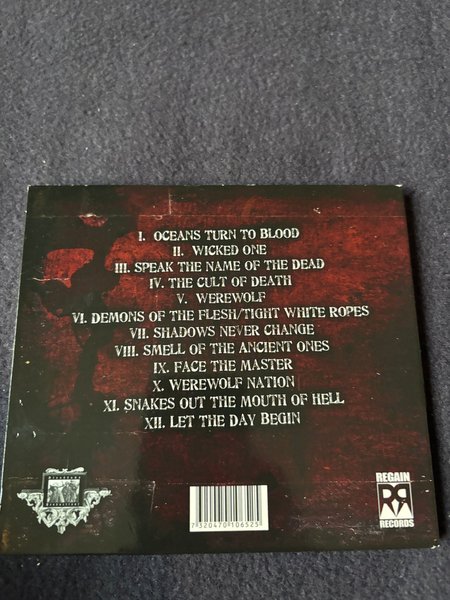 I. OCEANS TURN TO BLOOD
II. WICKED ONE
III. SPEAK THE NAME OF THE DEAD
IV. THE CULT OF DEATH
V. WEREWOLF
VI. DEMONS OF THE FLESH/TIGHT WHITE ROPES
VII. SHADOWS NEVER CHANGE
VIII. SMELL OF THE ANCIENT ONES
IX. FACE THE MASTER
X. WEREWOLF NATION
XI. SNAKES OUT THE MOUTH OF HELL
XII. LET THE DAY BEGIN
REGAIN
RECORDS
7 320470 106525